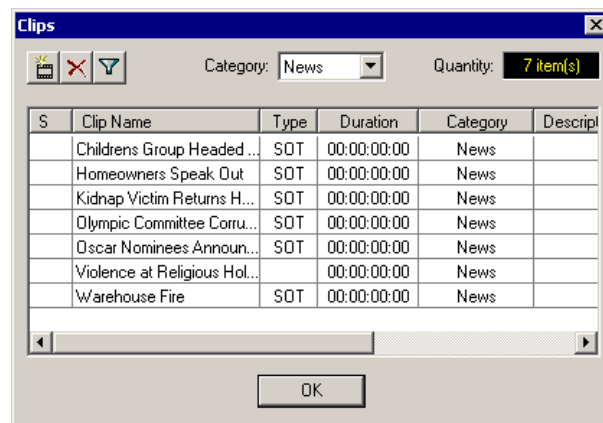 Clips
Category: News Quantity: 7 item(s)
S Clip Name Type Duration Category Descript
Childrens Group Headed ... SOT 00:00:00:00 News
Homeowners Speak Out SOT 00:00:00:00 News
Kidnap Victim Returns H... SOT 00:00:00:00 News
Olympic Committee Corru... SOT 00:00:00:00 News
Oscar Nominees Announ... SOT 00:00:00:00 News
Violence at Religious Hol... 00:00:00:00 News
Warehouse Fire SOT 00:00:00:00 News
OK